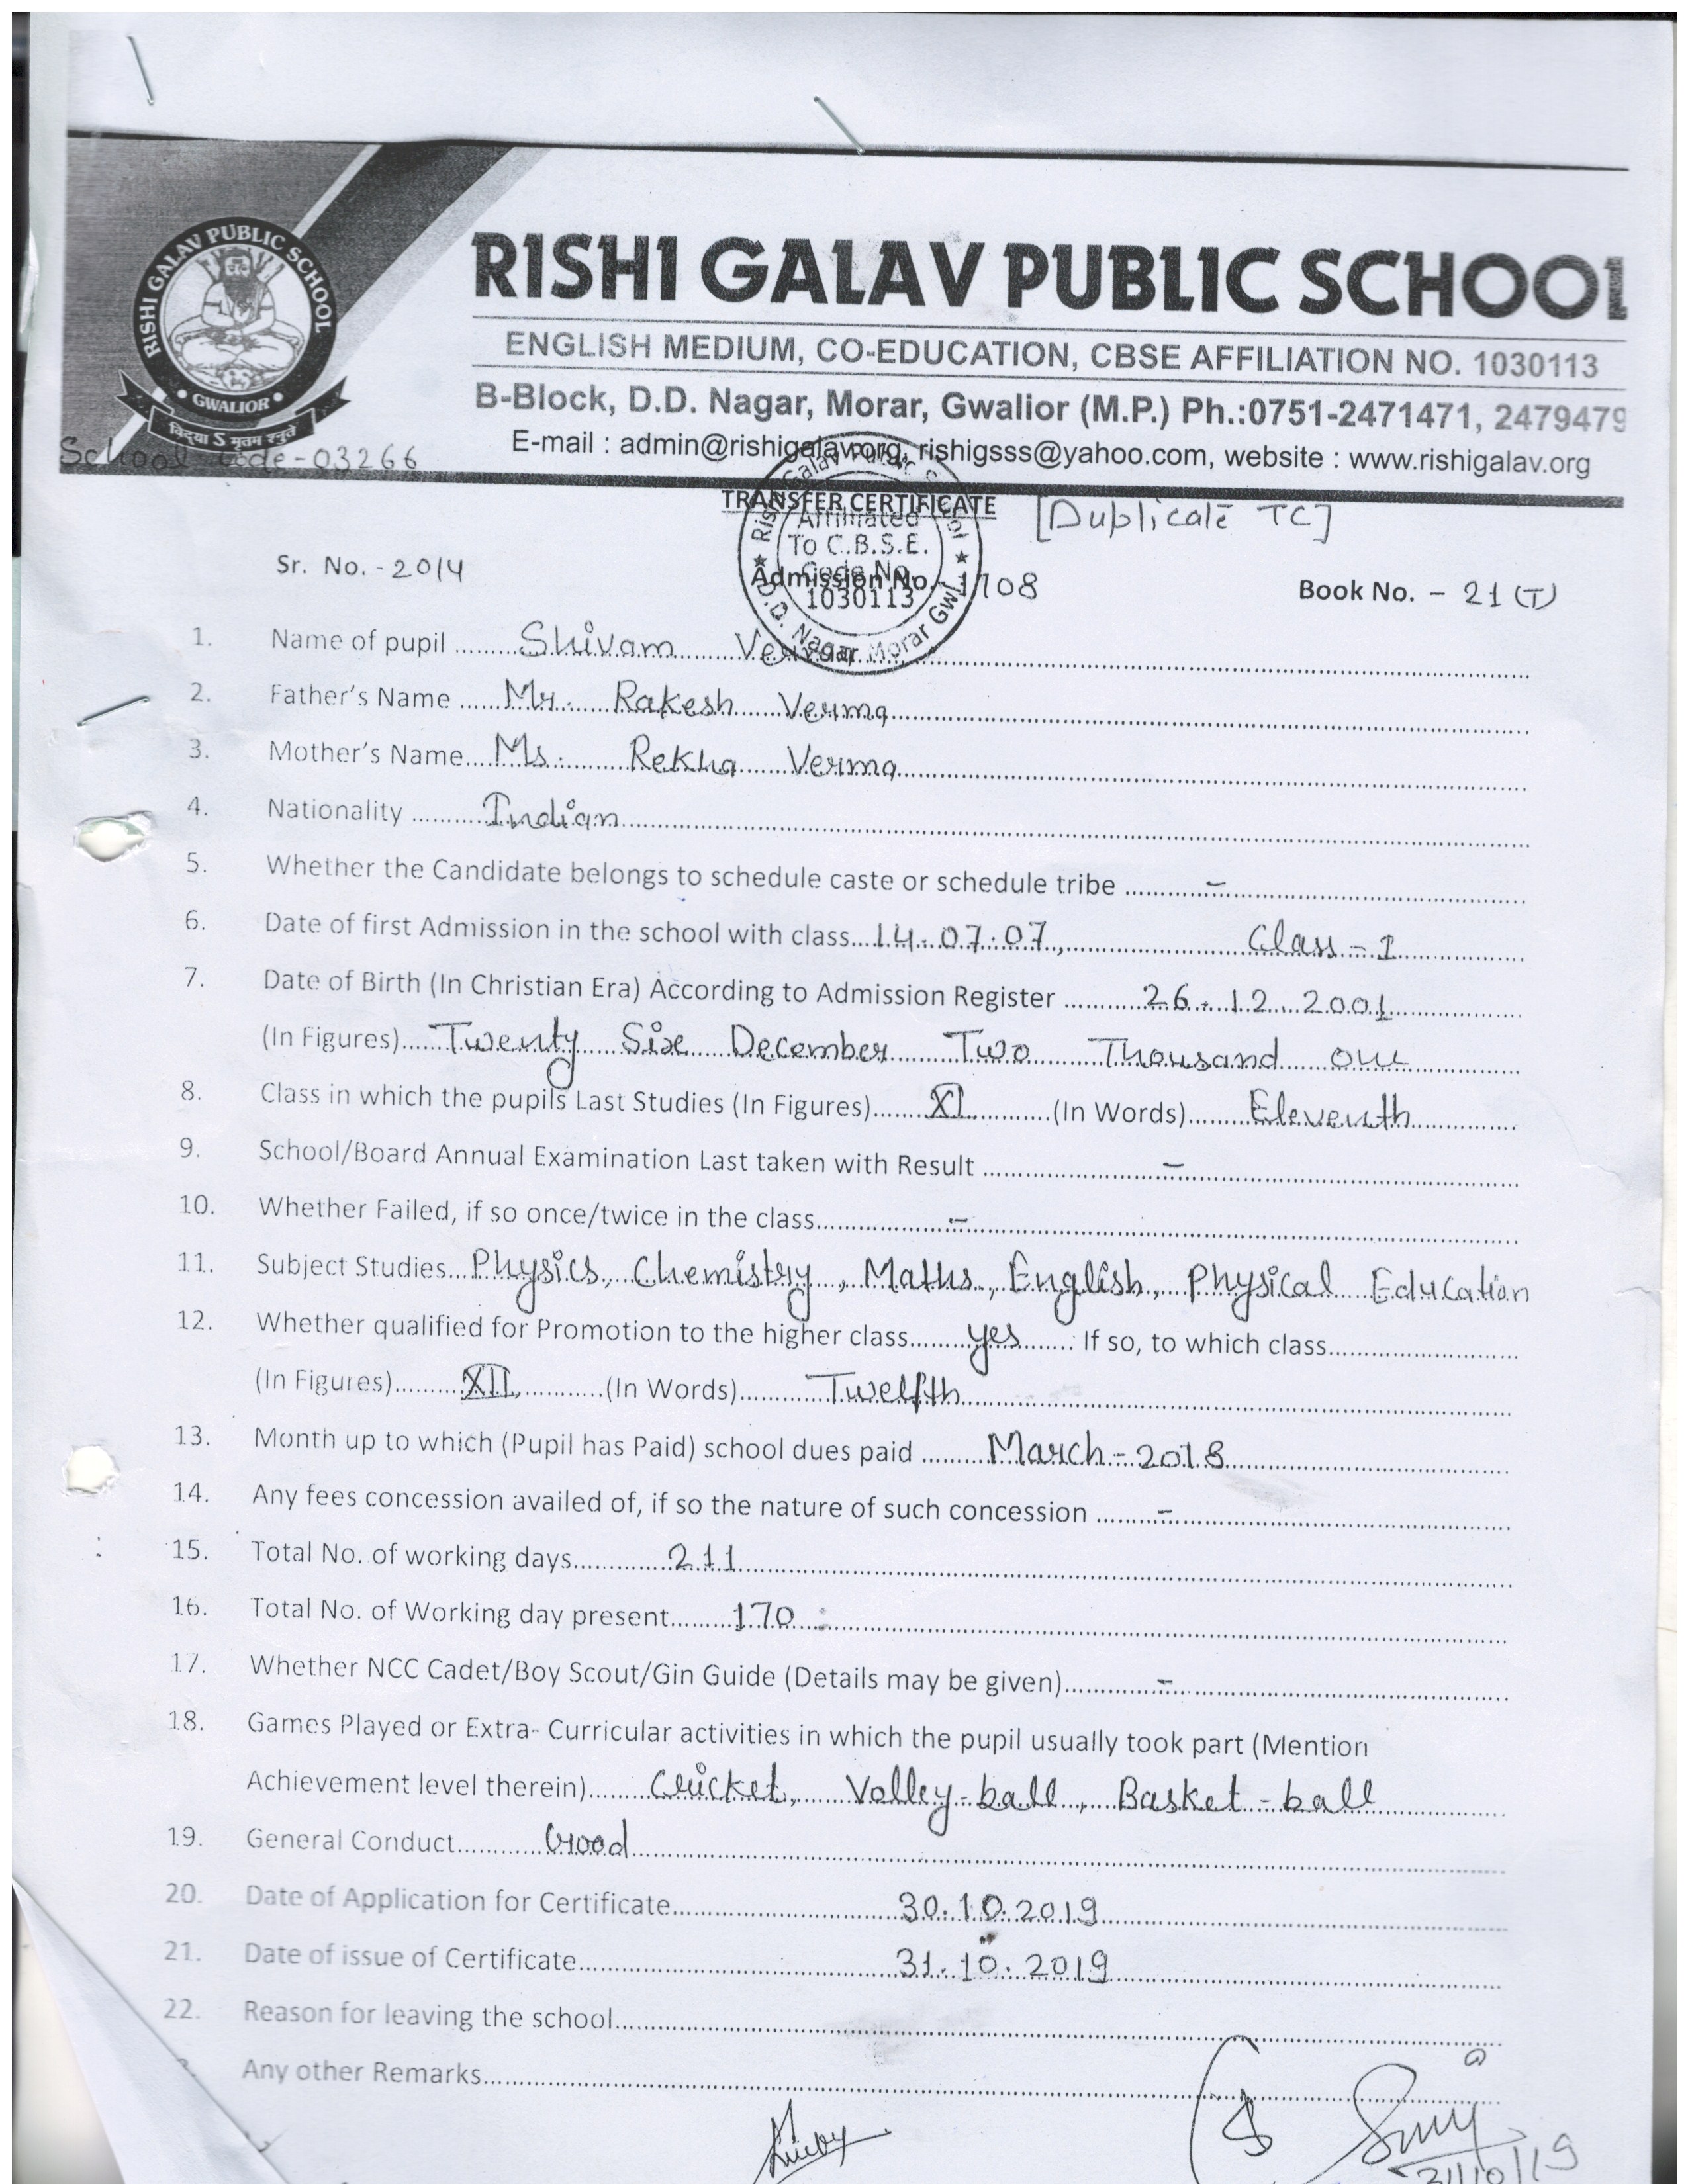 RISHI GALAV PUBLIC SCHOOL
GWALIOR
RISHI GALAV PUBLIC SCHOOL
ENGLISH MEDIUM, CO-EDUCATION, CBSE AFFILIATION NO. 1030113
B-Block, D.D. Nagar, Morar, Gwalior (M.P.) Ph.:0751-2471471, 2479479
E-mail : admin@rishigalav.org, rishigsss@yahoo.com, website : www.rishigalav.org
School Code-03266
TRANSFER CERTIFICATE [Duplicate TC]
Affiliated
To C.B.S.E.
Code No.
1030113
D.D. Nagar Morar Gwl
Sr. No. - 2014 Admission No. - 1708 Book No. - 21 (T)
1. Name of pupil ........ Shivam Verma
2. Father's Name ...... Mr. Rakesh Verma
3. Mother's Name.... Ms. Rekha Verma
4. Nationality .......... Indian
5. Whether the Candidate belongs to schedule caste or schedule tribe ........... -
6. Date of first Admission in the school with class... 14.07.07, Class - I
7. Date of Birth (In Christian Era) According to Admission Register .......... 26.12.2001
(In Figures).... Twenty Six December Two Thousand one
8. Class in which the pupils Last Studies (In Figures)...... XI (In Words)...... Eleventh
9. School/Board Annual Examination Last taken with Result ........... -
10. Whether Failed, if so once/twice in the class........... -
11. Subject Studies... Physics, Chemistry, Maths, English, Physical Education
12. Whether qualified for Promotion to the higher class....... yes ...... If so, to which class........
(In Figures)........ XII, ......... (In Words)......... Twelfth
13. Month up to which (Pupil has Paid) school dues paid ........ March-2018
14. Any fees concession availed of, if so the nature of such concession ........ -
15. Total No. of working days........... 211
16. Total No. of Working day present........ 170
17. Whether NCC Cadet/Boy Scout/Gin Guide (Details may be given)........... -
18. Games Played or Extra- Curricular activities in which the pupil usually took part (Mention
Achievement level therein)...... Cricket, Volley-ball, Basket-ball
19. General Conduct........... Good
20. Date of Application for Certificate........... 30.10.2019
21. Date of issue of Certificate........... 31.10.2019
22. Reason for leaving the school...........
Any other Remarks...........
31/10/19